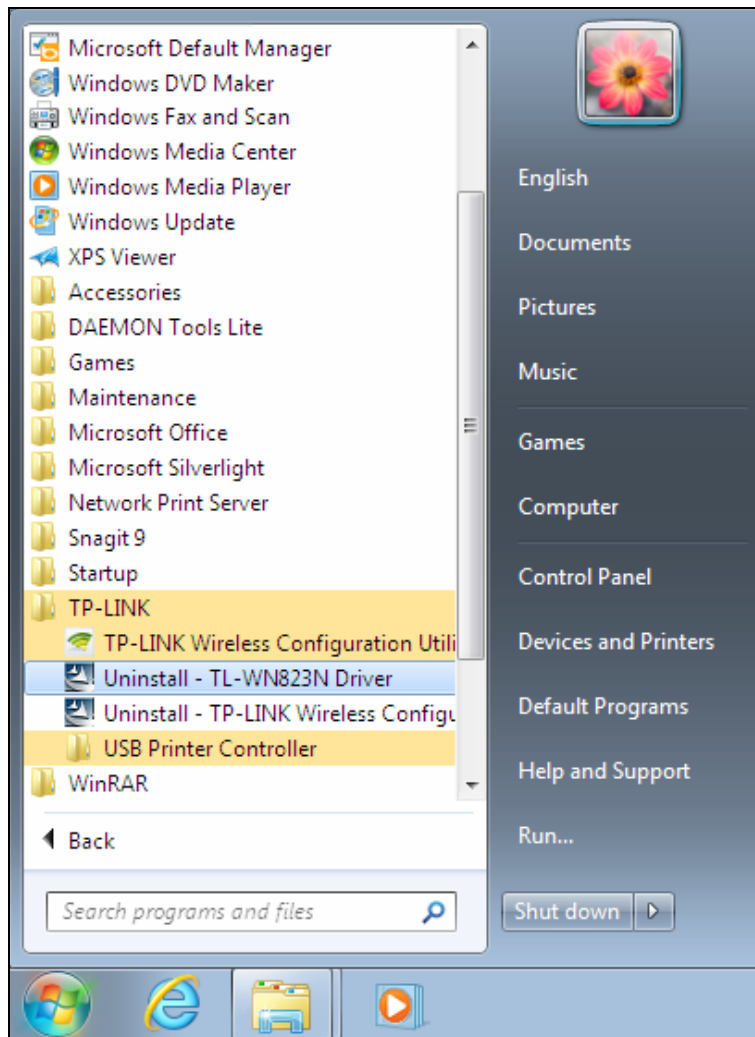 Microsoft Default Manager
Windows DVD Maker
Windows Fax and Scan
Windows Media Center
Windows Media Player
Windows Update
XPS Viewer
Accessories
DAEMON Tools Lite
Games
Maintenance
Microsoft Office
Microsoft Silverlight
Network Print Server
Snagit 9
Startup
TP-LINK
TP-LINK Wireless Configuration Utili
Uninstall - TL-WN823N Driver
Uninstall - TP-LINK Wireless Configu
USB Printer Controller
WinRAR
Back
Search programs and files
English
Documents
Pictures
Music
Games
Computer
Control Panel
Devices and Printers
Default Programs
Help and Support
Run...
Shut down